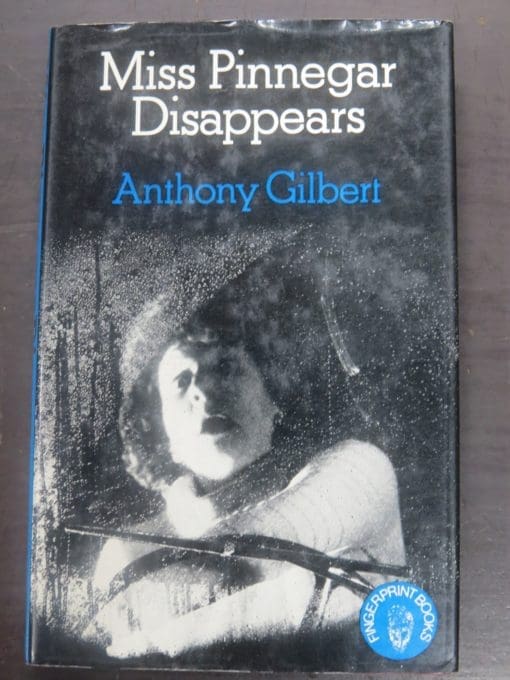 Miss Pinnegar
Disappears
Anthony Gilbert
FINGERPRINT BOOKS